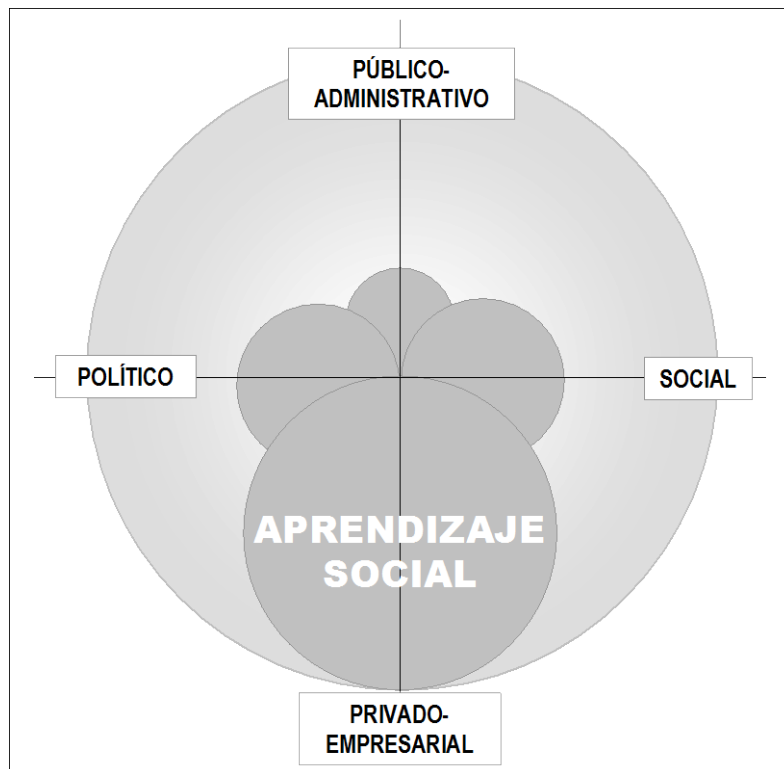 PÚBLICO-
ADMINISTRATIVO
POLÍTICO
SOCIAL
APRENDIZAJE
SOCIAL
PRIVADO-
EMPRESARIAL